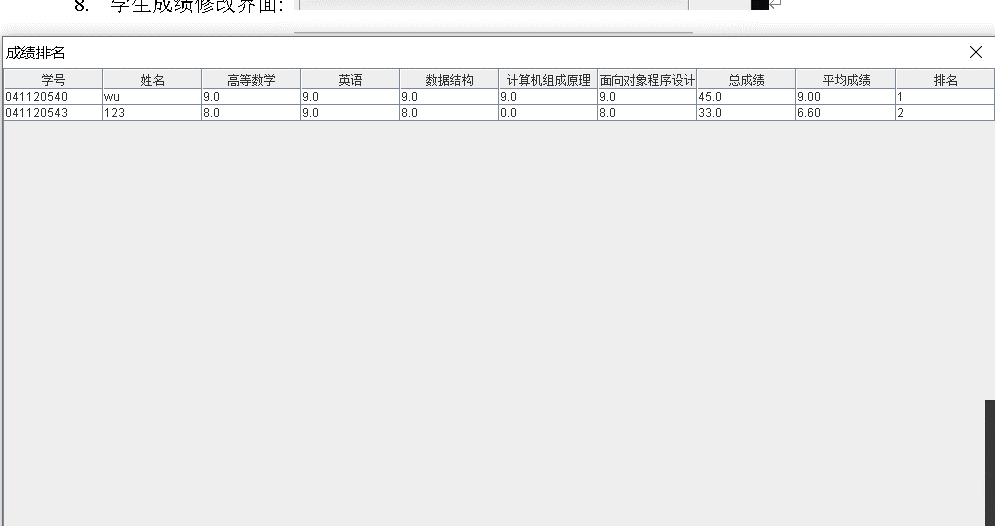 8. 学生成绩修改界面:
成绩排名
学号 姓名 高等数学 英语 数据结构 计算机组成原理 面向对象程序设计 总成绩 平均成绩 排名
041120540 wu 9.0 9.0 9.0 9.0 9.0 45.0 9.00 1
041120543 123 8.0 9.0 8.0 0.0 8.0 33.0 6.60 2